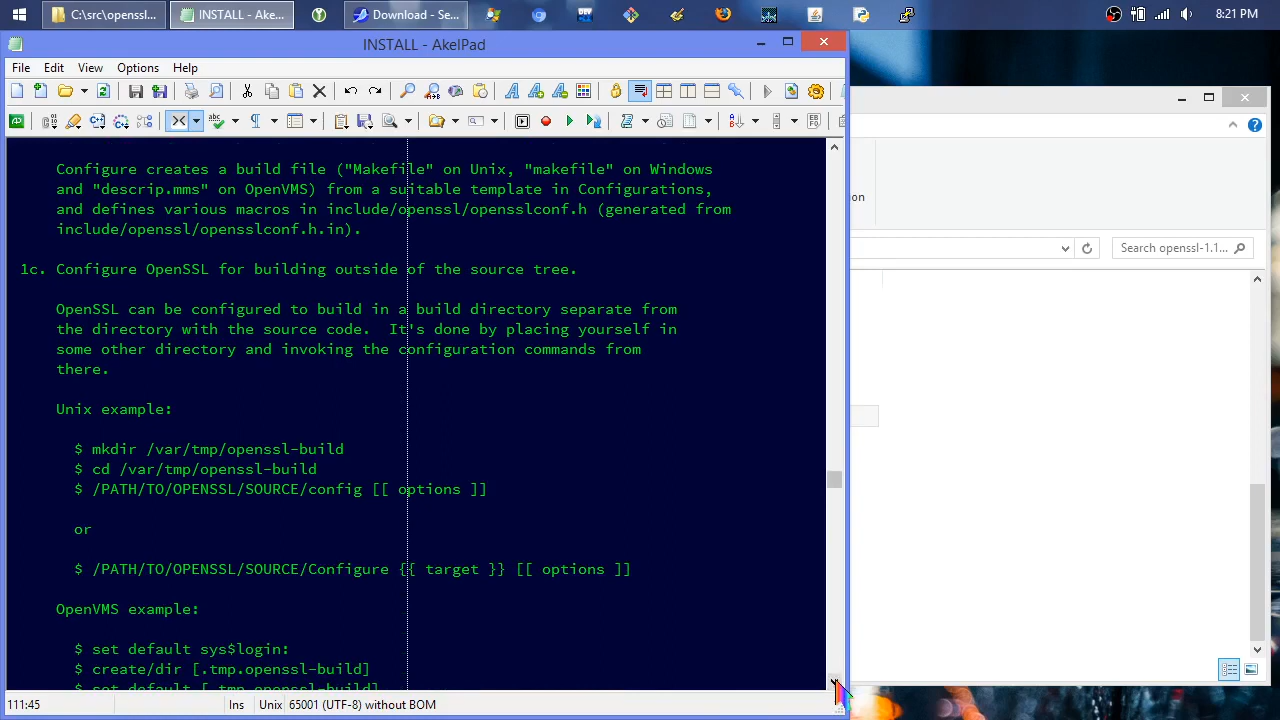 C:\src\openssl...
INSTALL - Ake...
Download - Se...
8:21 PM
INSTALL - AkelPad
File Edit View Options Help
Configure creates a build file ("Makefile" on Unix, "makefile" on Windows
and "descrip.mms" on OpenVMS) from a suitable template in Configurations,
and defines various macros in include/openssl/opensslconf.h (generated from
include/openssl/opensslconf.h.in).
1c. Configure OpenSSL for building outside of the source tree.
OpenSSL can be configured to build in a build directory separate from
the directory with the source code.  It's done by placing yourself in
some other directory and invoking the configuration commands from
there.
Unix example:
$ mkdir /var/tmp/openssl-build
$ cd /var/tmp/openssl-build
$ /PATH/TO/OPENSSL/SOURCE/config [[ options ]]
or
$ /PATH/TO/OPENSSL/SOURCE/Configure {{ target }} [[ options ]]
OpenVMS example:
$ set default sys$login:
$ create/dir [.tmp.openssl-build]
$ set default [.tmp.openssl-build]
111:45
Ins
Unix
65001 (UTF-8) without BOM
on
Search openssl-1.1...